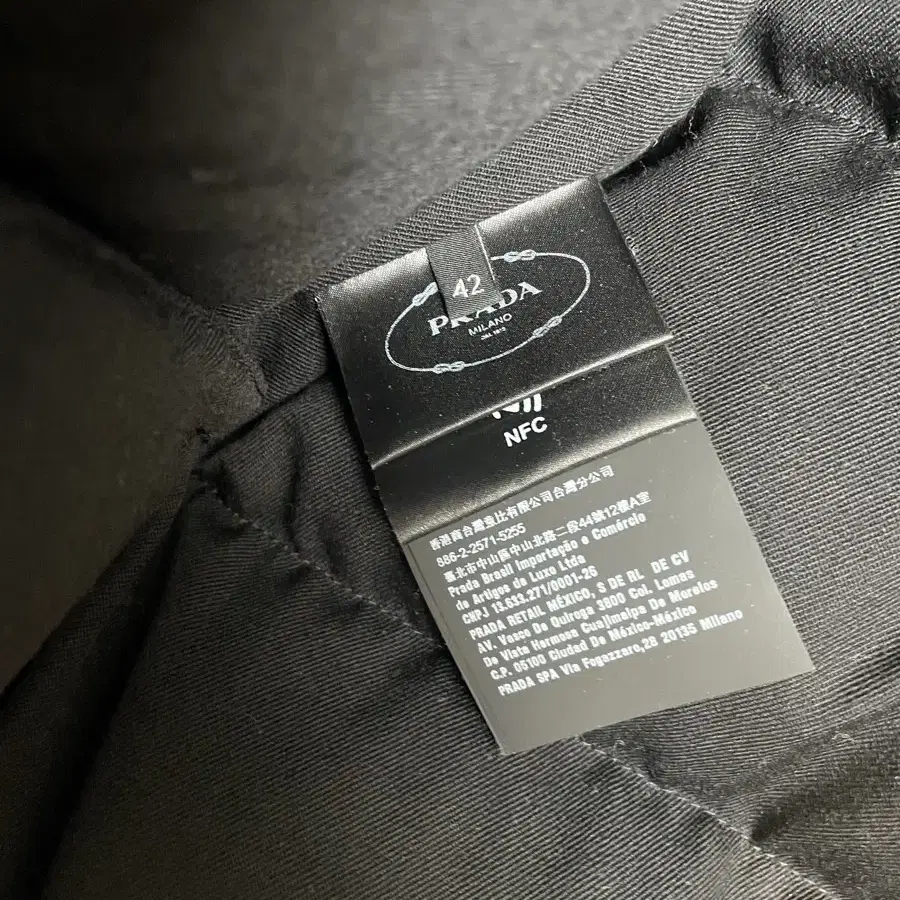 42
PRADA
MILANO
DAL 1913
NFC
香港商台灣普比有限公司台灣分公司
886-2-2571-5255
臺北市中山區中山北路二段44號12樓A室
Prada Brasil Importação e Comércio
de Artigos de Luxo Ltda
CNPJ 13.633.271/0001-26
PRADA RETAIL MÉXICO, S DE RL DE CV
AV. Vasco De Quiroga 3800 Col. Lomas
De Vista Hermosa Cuajimalpa De Morelos
C.P. 05100 Ciudad De México-México
PRADA SPA Via Fogazzaro,28 20135 Milano